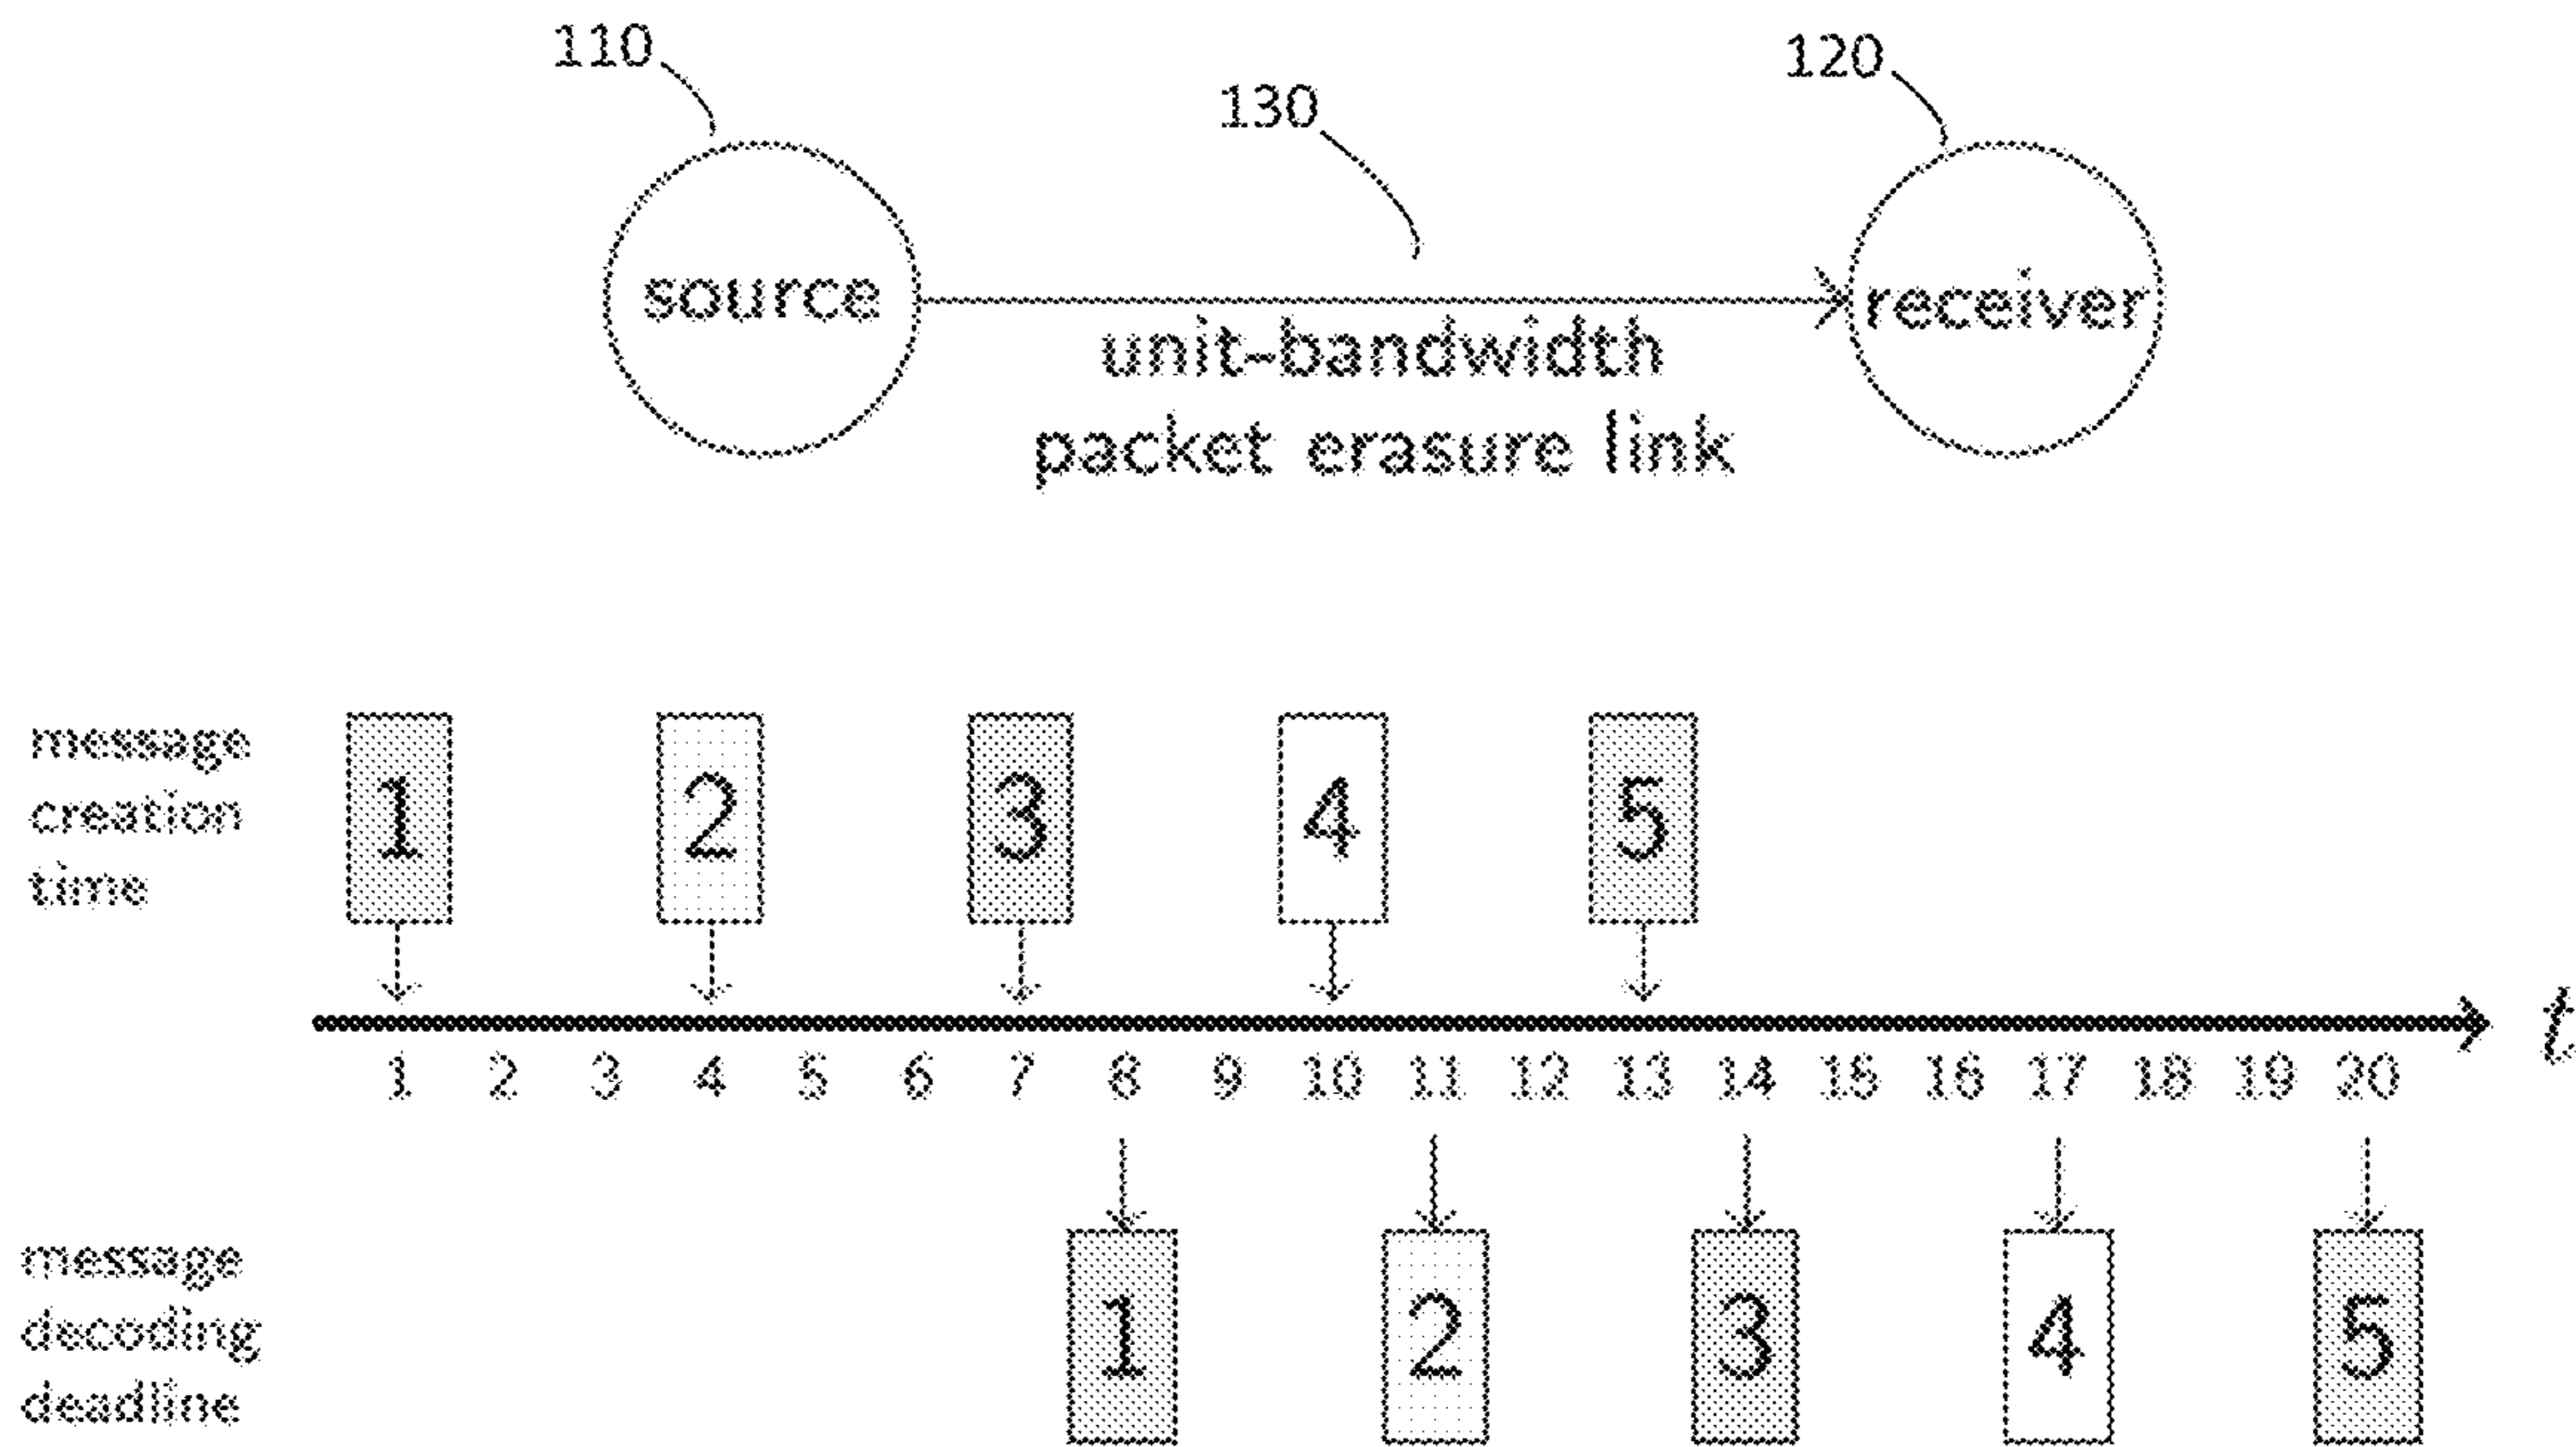 110
120
130
source
receiver
unit-bandwidth
packet erasure link
message
creation
time
1 2 3 4 5
t
1 2 3 4 5 6 7 8 9 10 11 12 13 14 15 16 17 18 19 20
message
decoding
deadline
1 2 3 4 5